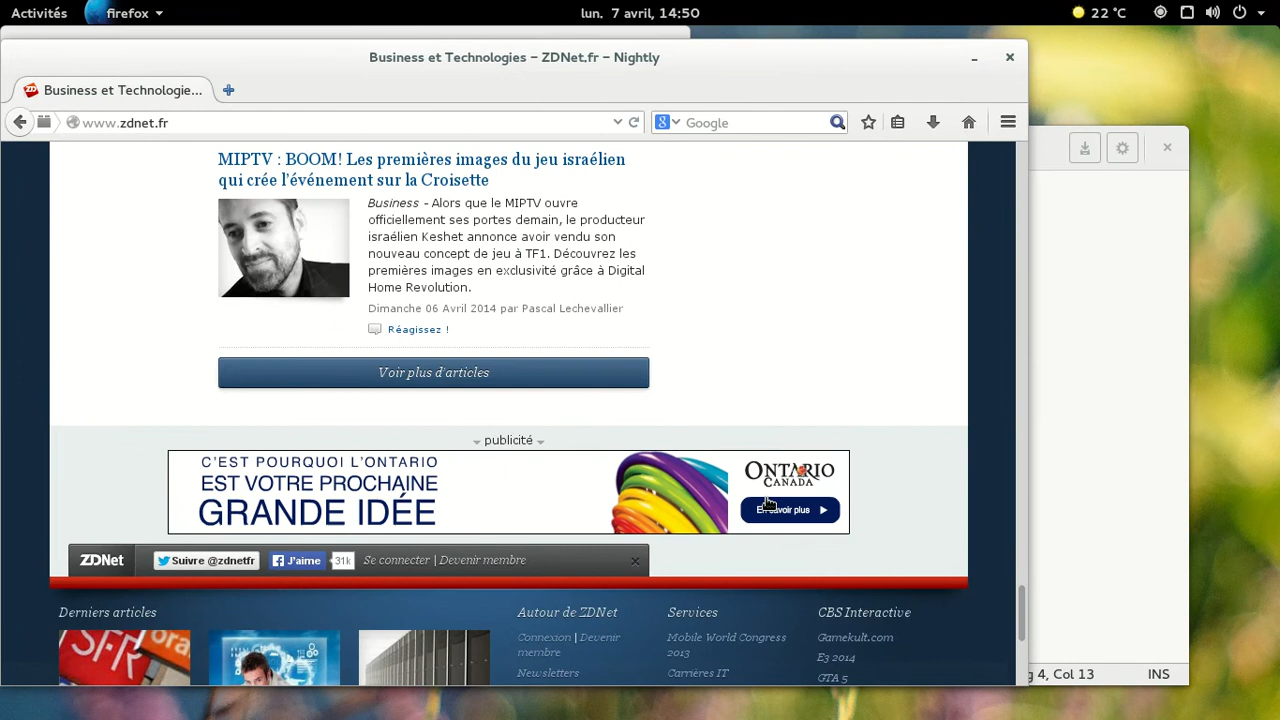 Activités firefox lun. 7 avril, 14:50 22 °C
Business et Technologies – ZDNet.fr – Nightly
Business et Technologie...
www.zdnet.fr Google
MIPTV : BOOM! Les premières images du jeu israélien
qui crée l'événement sur la Croisette
Business - Alors que le MIPTV ouvre
officiellement ses portes demain, le producteur
israélien Keshet annonce avoir vendu son
nouveau concept de jeu à TF1. Découvrez les
premières images en exclusivité grâce à Digital
Home Revolution.
Dimanche 06 Avril 2014 par Pascal Lechevallier
Réagissez !
Voir plus d'articles
publicité
C'EST POURQUOI L'ONTARIO
EST VOTRE PROCHAINE
GRANDE IDÉE
ONTARIO
CANADA
En savoir plus
ZDNet Suivre @zdnetfr J'aime 31k Se connecter | Devenir membre
Derniers articles
SFR
Autour de ZDNet
Connexion | Devenir
membre
Newsletters
Services
Mobile World Congress
2013
Carrières IT
CBS Interactive
Gamekult.com
E3 2014
GTA 5
g 4, Col 13 INS